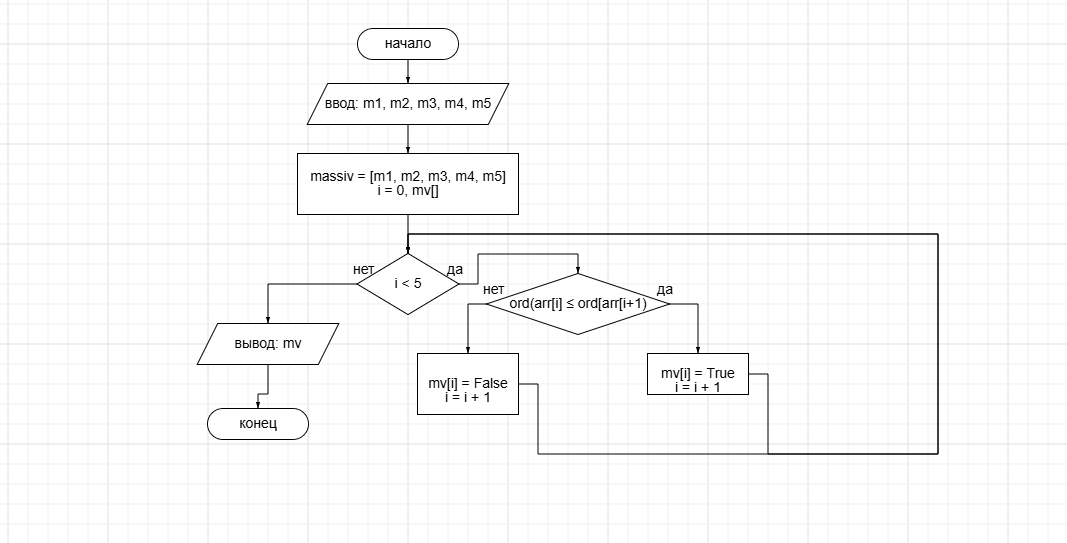 начало
ввод: m1, m2, m3, m4, m5
massiv = [m1, m2, m3, m4, m5]
i = 0, mv[]
нет
i < 5
да
нет
ord(arr[i] ≤ ord[arr[i+1)
да
вывод: mv
mv[i] = False
i = i + 1
mv[i] = True
i = i + 1
конец